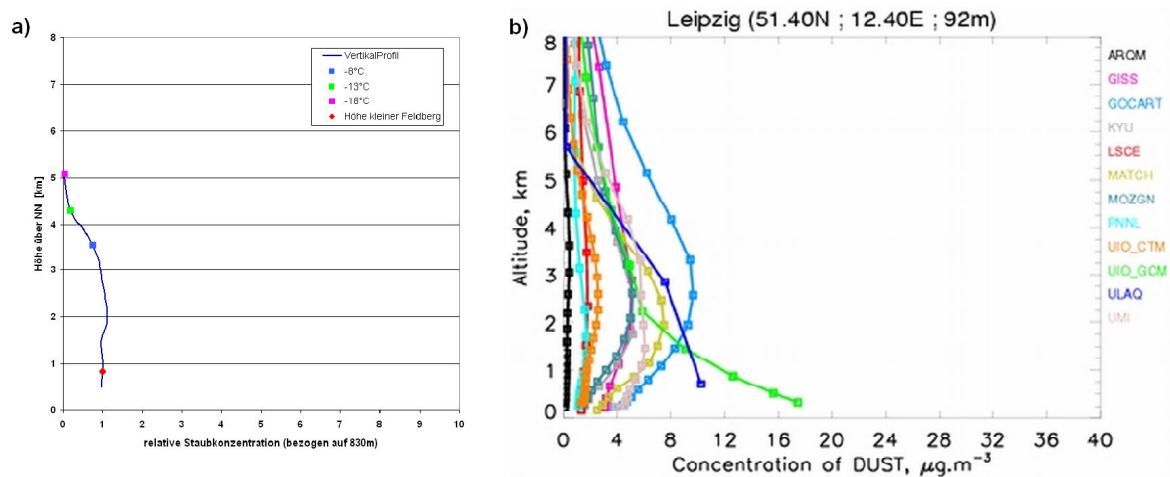 a)
8
7
6
5
4
3
2
1
0
Höhe über NN [km]
VertikalProfil
-8°C
-13°C
-18°C
Höhe kleiner Feldberg
0 1 2 3 4 5 6 7 8 9 10
relative Staubkonzentration (bezogen auf 830m)
b)
Leipzig (51.40N ; 12.40E ; 92m)
8
7
6
5
4
3
2
1
0
Altitude, km
0 4 8 12 16 20 24 28 32 36 40
Concentration of DUST, µg.m⁻³
ARQM
GISS
GOCART
KYU
LSCE
MATCH
MOZGN
PNNL
UIO_CTM
UIO_GCM
ULAQ
UMI